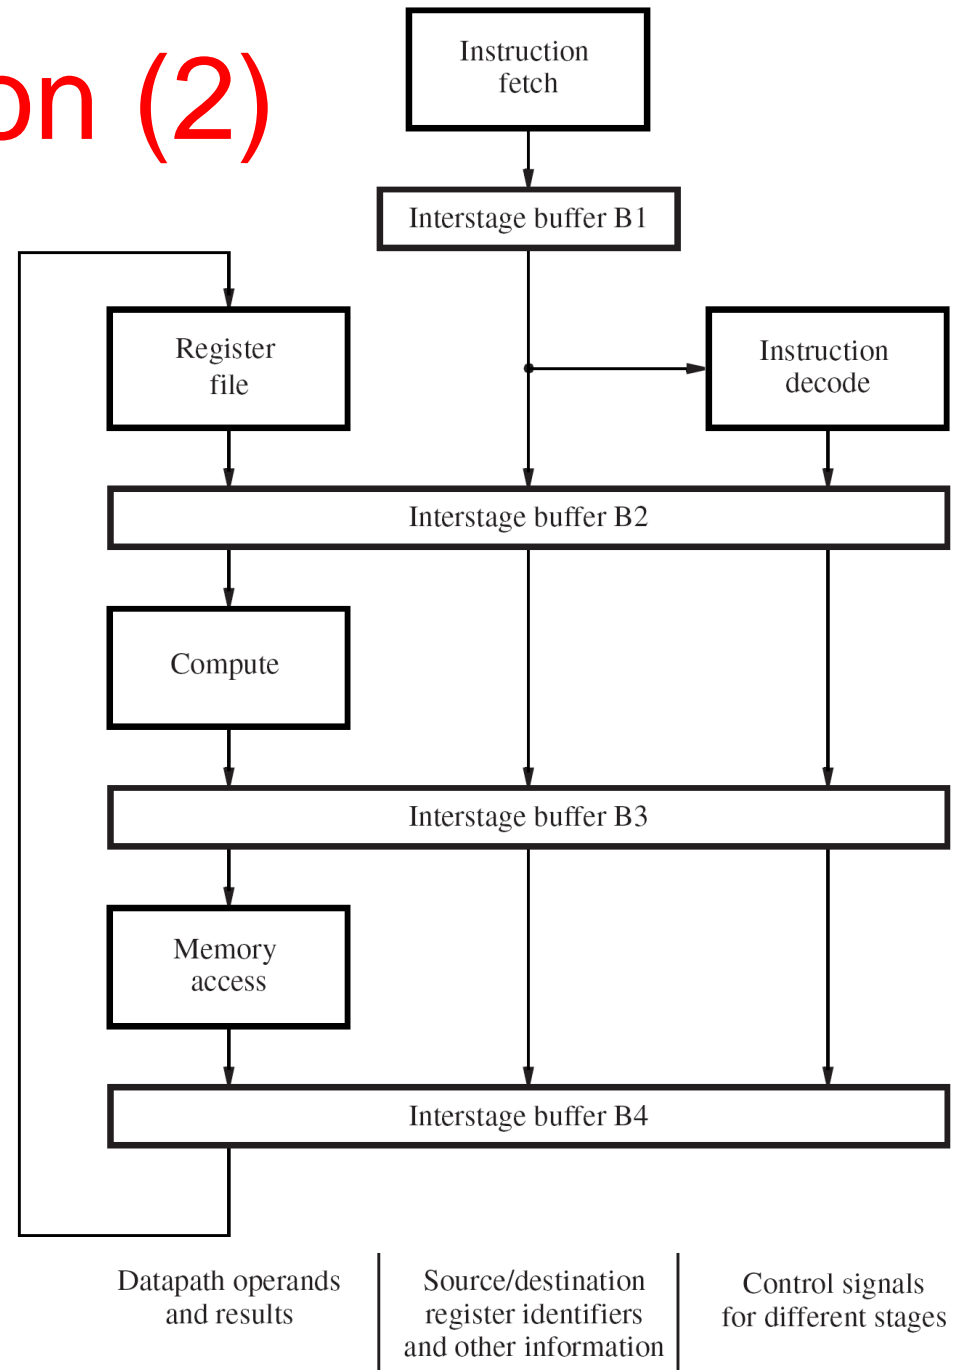 on (2)
Instruction
fetch
Interstage buffer B1
Register
file
Instruction
decode
Interstage buffer B2
Compute
Interstage buffer B3
Memory
access
Interstage buffer B4
Datapath operands
and results
Source/destination
register identifiers
and other information
Control signals
for different stages